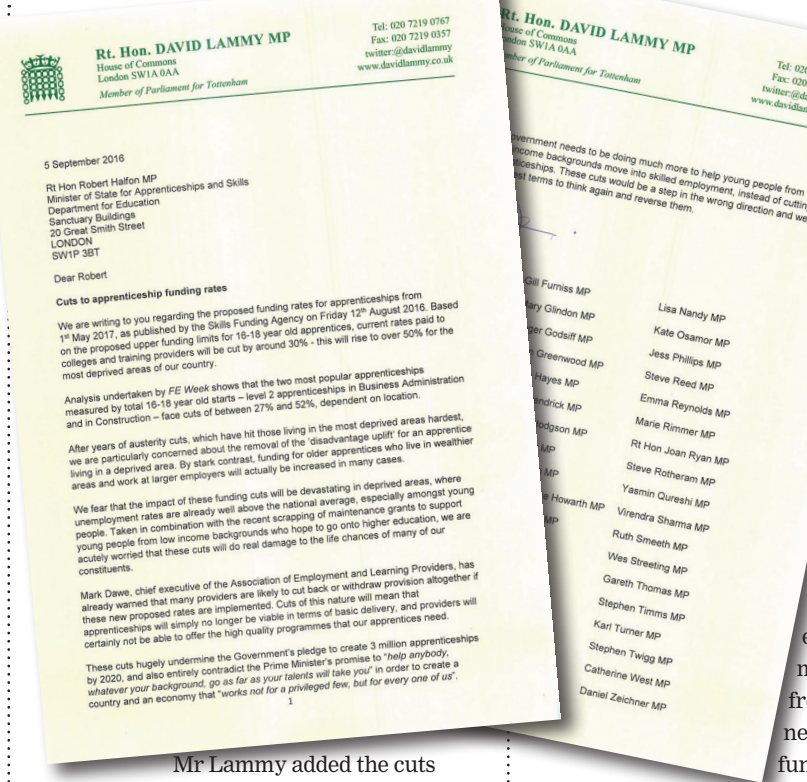 Rt. Hon. DAVID LAMMY MP
House of Commons
London SW1A 0AA
Member of Parliament for Tottenham
Tel: 020 7219 0767
Fax: 020 7219 0357
twitter:@davidlammy
www.davidlammy.co.uk
5 September 2016
Rt Hon Robert Halfon MP
Minister of State for Apprenticeships and Skills
Department for Education
Sanctuary Buildings
20 Great Smith Street
LONDON
SW1P 3BT
Dear Robert
Cuts to apprenticeship funding rates
We are writing to you regarding the proposed funding rates for apprenticeships from
1st May 2017, as published by the Skills Funding Agency on Friday 12th August 2016. Based
on the proposed upper funding limits for 16-18 year old apprentices, current rates paid to
colleges and training providers will be cut by around 30% - this will rise to over 50% for the
most deprived areas of our country.
Analysis undertaken by FE Week shows that the two most popular apprenticeships
measured by total 16-18 year old starts – level 2 apprenticeships in Business Administration
and in Construction – face cuts of between 27% and 52%, dependent on location.
After years of austerity cuts, which have hit those living in the most deprived areas hardest,
we are particularly concerned about the removal of the 'disadvantage uplift' for an apprentice
living in a deprived area. By stark contrast, funding for older apprentices who live in wealthier
areas and work at larger employers will actually be increased in many cases.
We fear that the impact of these funding cuts will be devastating in deprived areas, where
unemployment rates are already well above the national average, especially amongst young
people. Taken in combination with the recent scrapping of maintenance grants to support
young people from low income backgrounds who hope to go onto higher education, we are
acutely worried that these cuts will do real damage to the life chances of many of our
constituents.
Mark Dawe, chief executive of the Association of Employment and Learning Providers, has
already warned that many providers are likely to cut back or withdraw provision altogether if
these new proposed rates are implemented. Cuts of this nature will mean that
apprenticeships will simply no longer be viable in terms of basic delivery, and providers will
certainly not be able to offer the high quality programmes that our apprentices need.
These cuts hugely undermine the Government's pledge to create 3 million apprenticeships
by 2020, and also entirely contradict the Prime Minister's promise to "help anybody,
whatever your background, go as far as your talents will take you" in order to create a
country and an economy that "works not for a privileged few, but for every one of us".
1
Rt. Hon. DAVID LAMMY MP
House of Commons
London SW1A 0AA
Member of Parliament for Tottenham
Tel: 020
Fax: 020
twitter:@da
www.davidlam
overnment needs to be doing much more to help young people from
income backgrounds move into skilled employment, instead of cutting
ticeships. These cuts would be a step in the wrong direction and we
est terms to think again and reverse them.
Gill Furniss MP
ary Glindon MP
ger Godsiff MP
Greenwood MP
Hayes MP
endrick MP
odgson MP
MP
MP
e Howarth MP
MP
Lisa Nandy MP
Kate Osamor MP
Jess Phillips MP
Steve Reed MP
Emma Reynolds MP
Marie Rimmer MP
Rt Hon Joan Ryan MP
Steve Rotheram MP
Yasmin Qureshi MP
Virendra Sharma MP
Ruth Smeeth MP
Wes Streeting MP
Gareth Thomas MP
Stephen Timms MP
Karl Turner MP
Stephen Twigg MP
Catherine West MP
Daniel Zeichner MP
Mr Lammy added the cuts
e
n
fr
ne
fun